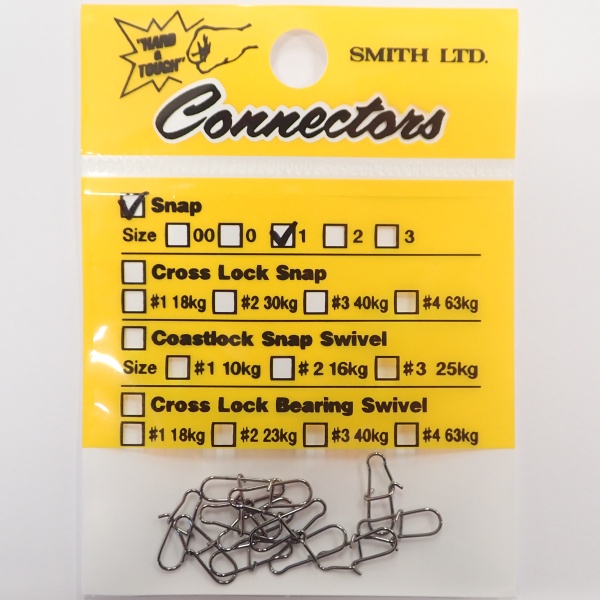 "HARD
&
TOUGH"
SMITH LTD.
Connectors
Snap
Size 00 0 1 2 3
Cross Lock Snap
#1 18kg #2 30kg #3 40kg #4 63kg
Coastlock Snap Swivel
Size #1 10kg #2 16kg #3 25kg
Cross Lock Bearing Swivel
#1 18kg #2 23kg #3 40kg #4 63kg